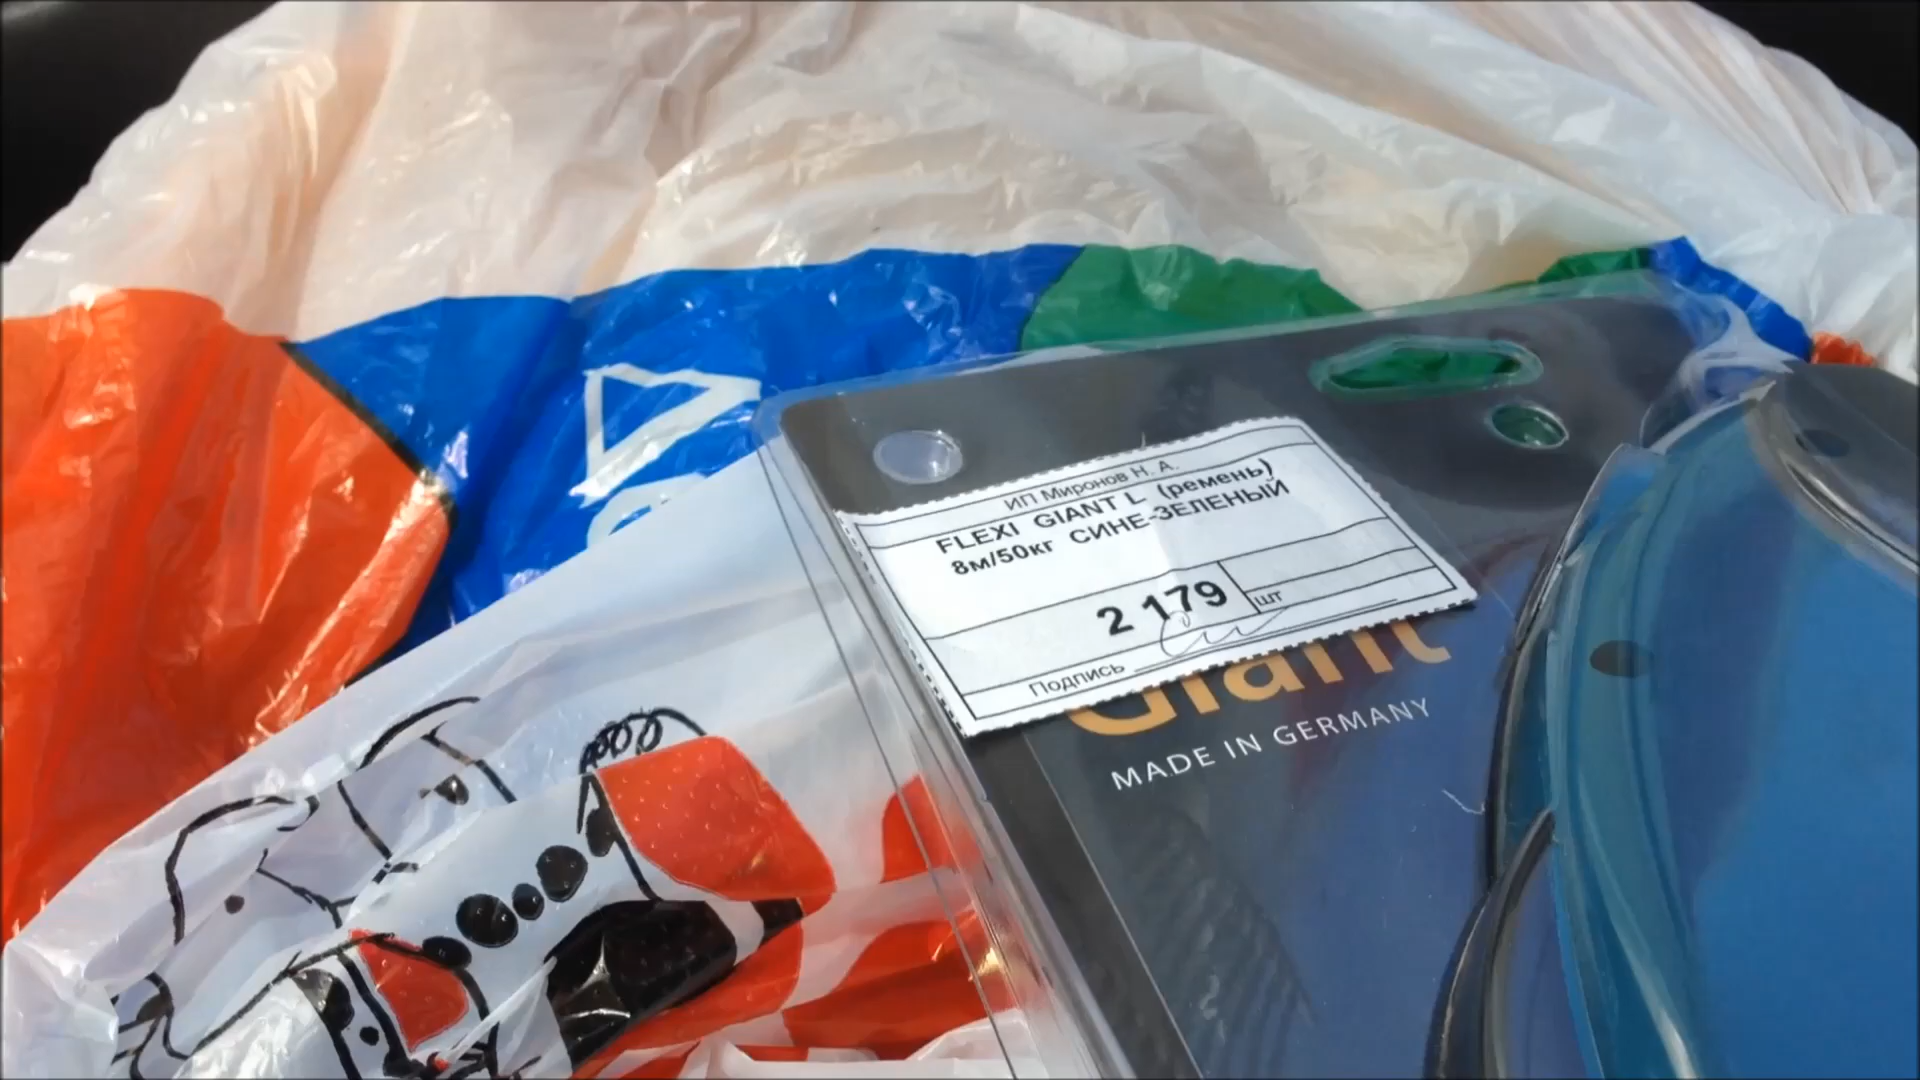 ИП Миронов Н. А.
FLEXI GIANT L (ремень)
8м/50кг СИНЕ-ЗЕЛЕНЫЙ
2 179
шт
Подпись
Giant
MADE IN GERMANY